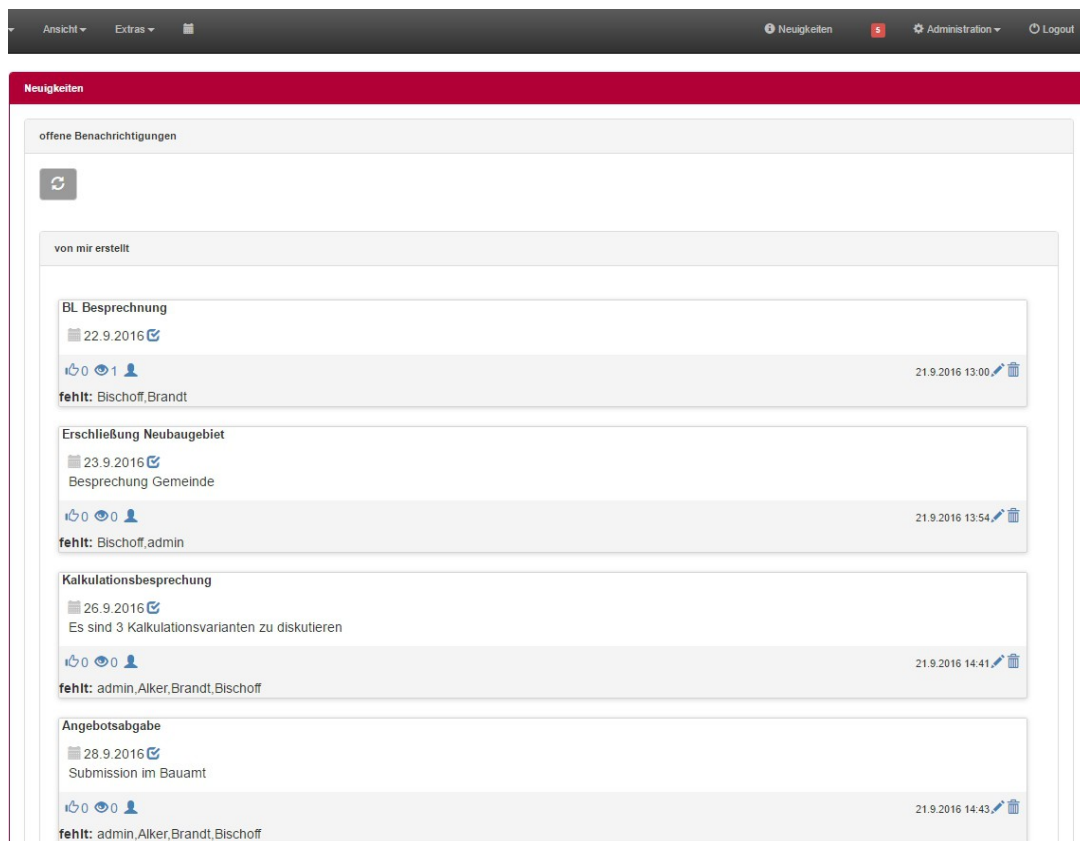 Ansicht Extras Neuigkeiten 5 Administration Logout
Neuigkeiten
offene Benachrichtigungen
von mir erstellt
BL Besprechnung
22.9.2016
0 1 21.9.2016 13:00
fehlt: Bischoff,Brandt
Erschließung Neubaugebiet
23.9.2016
Besprechung Gemeinde
0 0 21.9.2016 13:54
fehlt: Bischoff,admin
Kalkulationsbesprechung
26.9.2016
Es sind 3 Kalkulationsvarianten zu diskutieren
0 0 21.9.2016 14:41
fehlt: admin,Alker,Brandt,Bischoff
Angebotsabgabe
28.9.2016
Submission im Bauamt
0 0 21.9.2016 14:43
fehlt: admin,Alker,Brandt,Bischoff